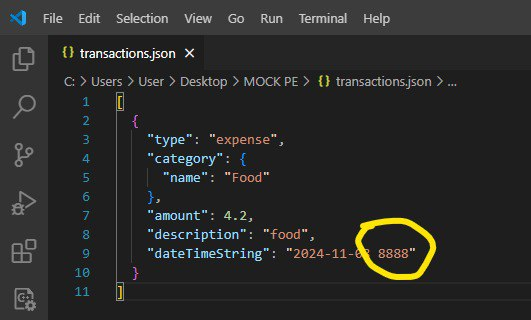 File Edit Selection View Go Run Terminal Help
transactions.json
C: > Users > User > Desktop > MOCK PE > {} transactions.json > ...
1 [
2 {
3 "type": "expense",
4 "category": {
5 "name": "Food"
6 },
7 "amount": 4.2,
8 "description": "food",
9 "dateTimeString": "2024-11-08 8888"
10 }
11 ]